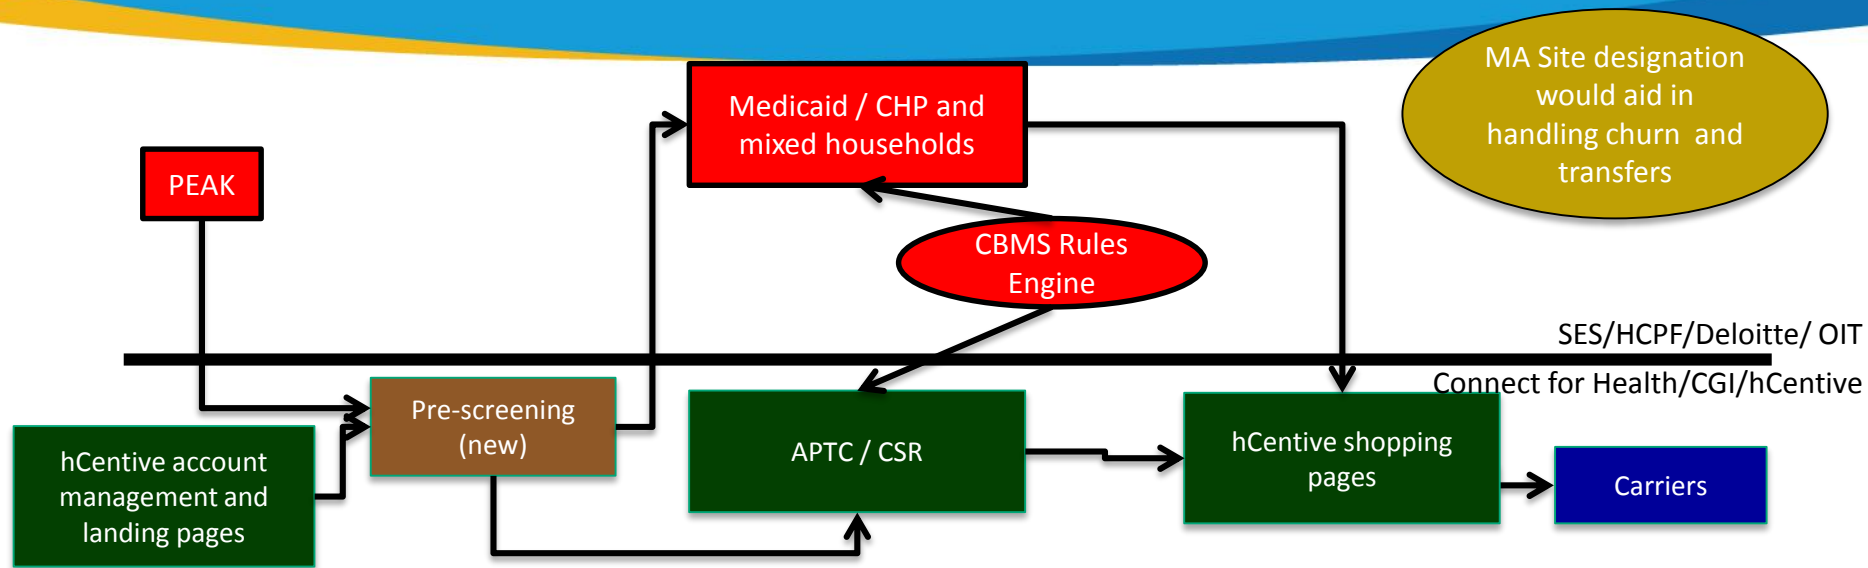 MA Site designation
would aid in
handling churn and
transfers
Medicaid / CHP and
mixed households
PEAK
CBMS Rules
Engine
SES/HCPF/Deloitte/ OIT
Connect for Health/CGI/hCentive
Pre-screening
(new)
hCentive account
management and
landing pages
APTC / CSR
hCentive shopping
pages
Carriers